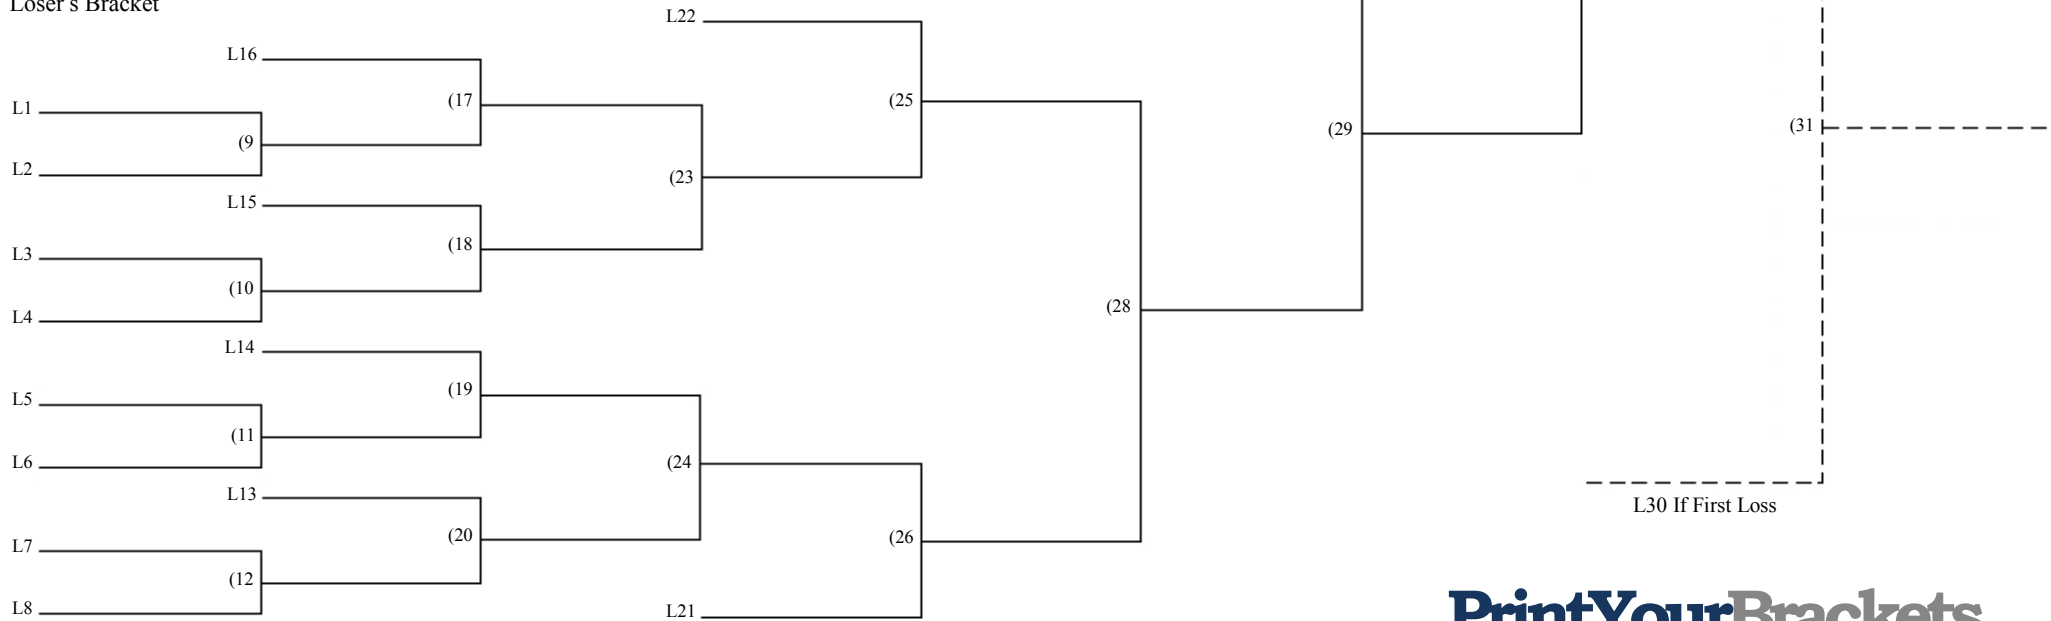 Loser's Bracket
L22
L16
(17
(25
L1
(9
(29
(31
L2
(23
L15
(18
L3
(10
(28
L4
L14
(19
L5
(11
L6
(24
L13
L30 If First Loss
(20
(26
L7
(12
L8
L21
PrintYourBrackets